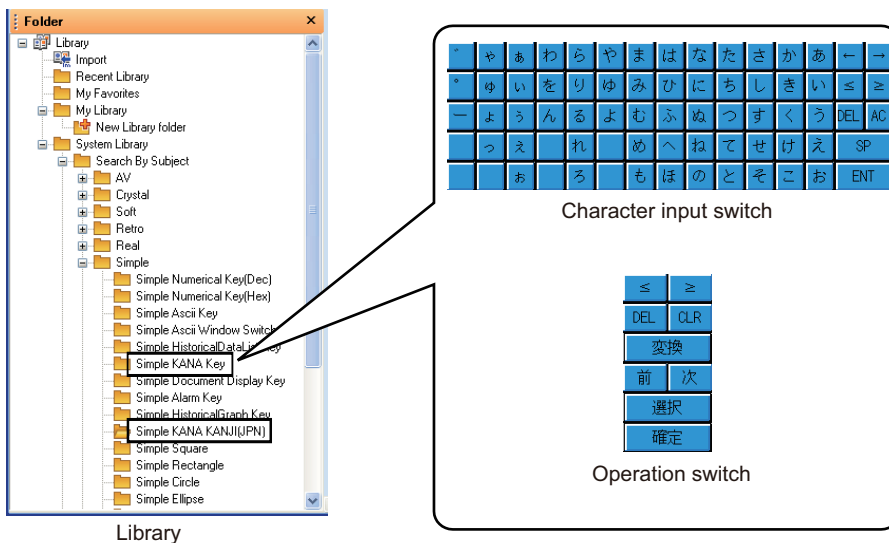 Folder ×
Library
Import
Recent Library
My Favorites
My Library
New Library folder
System Library
Search By Subject
AV
Crystal
Soft
Retro
Real
Simple
Simple Numerical Key(Dec)
Simple Numerical Key(Hex)
Simple Ascii Key
Simple Ascii Window Switch
Simple HistoricalDataList Key
Simple KANA Key
Simple Document Display Key
Simple Alarm Key
Simple HistoricalGraph Key
Simple KANA KANJI(JPN)
Simple Square
Simple Rectangle
Simple Circle
Simple Ellipse
Library
゛ ゃ ぁ わ ら や ま は な た さ か あ ← →
゜ ゅ ぃ を り ゆ み ひ に ち し き い ≤ ≥
ー ょ ぅ ん る よ む ふ ぬ つ す く う DEL AC
っ ぇ れ め へ ね て せ け え SP
ぉ ろ も ほ の と そ こ お ENT
Character input switch
≤ ≥
DEL CLR
変換
前 次
選択
確定
Operation switch